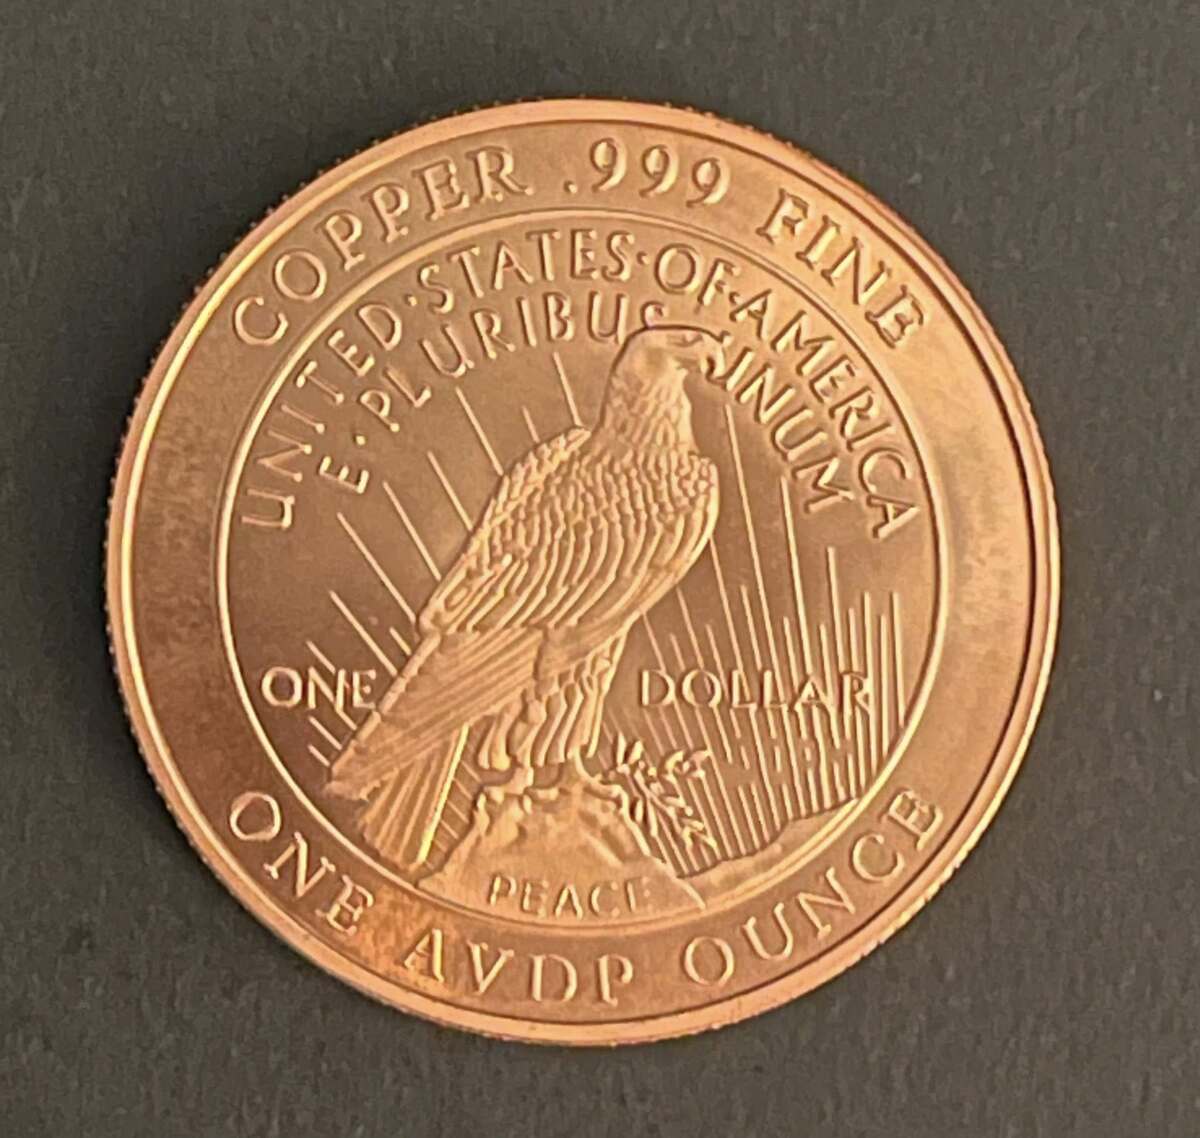 COPPER .999 FINE
UNITED·STATES·OF·AMERICA
E·PLURIBUS UNUM
ONE DOLLAR
PEACE
ONE AVDP OUNCE